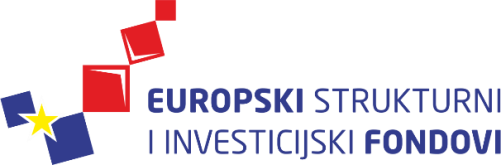 EUROPSKI STRUKTURNI
I INVESTICIJSKI FONDOVI